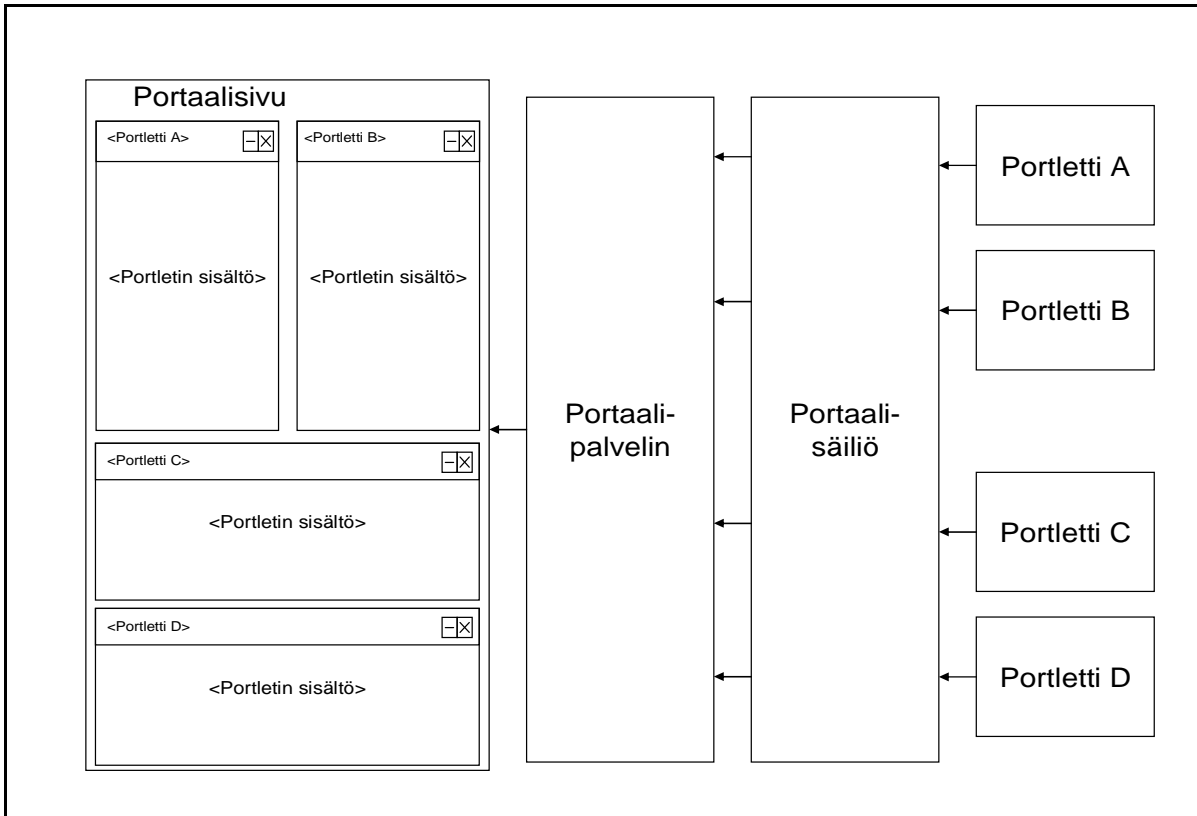 Portaalisivu
<Portletti A>
<Portletti B>
<Portletin sisältö>
<Portletin sisältö>
<Portletti C>
<Portletin sisältö>
<Portletti D>
<Portletin sisältö>
Portaali-
palvelin
Portaali-
säiliö
Portletti A
Portletti B
Portletti C
Portletti D